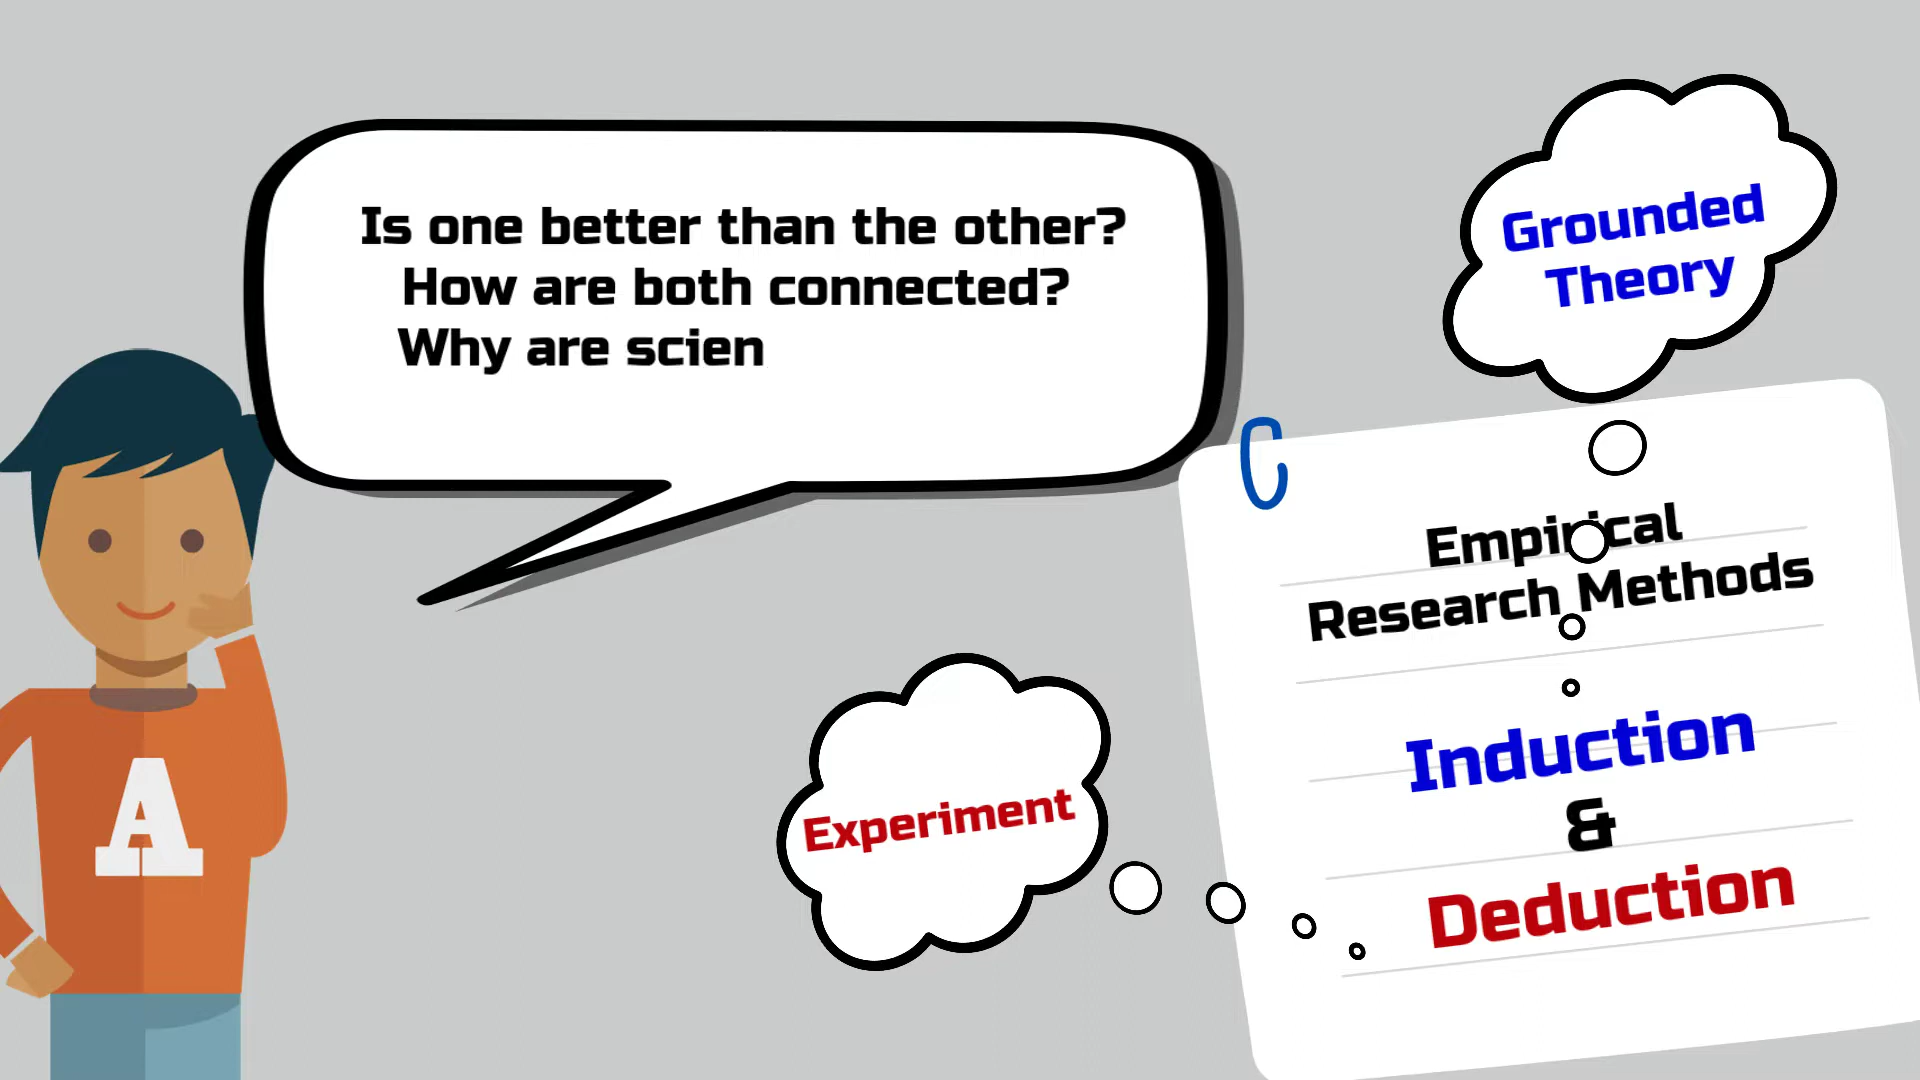 Is one better than the other?
How are both connected?
Why are scien
Grounded
Theory
Empirical
Research Methods
Induction
&
Deduction
Experiment
A